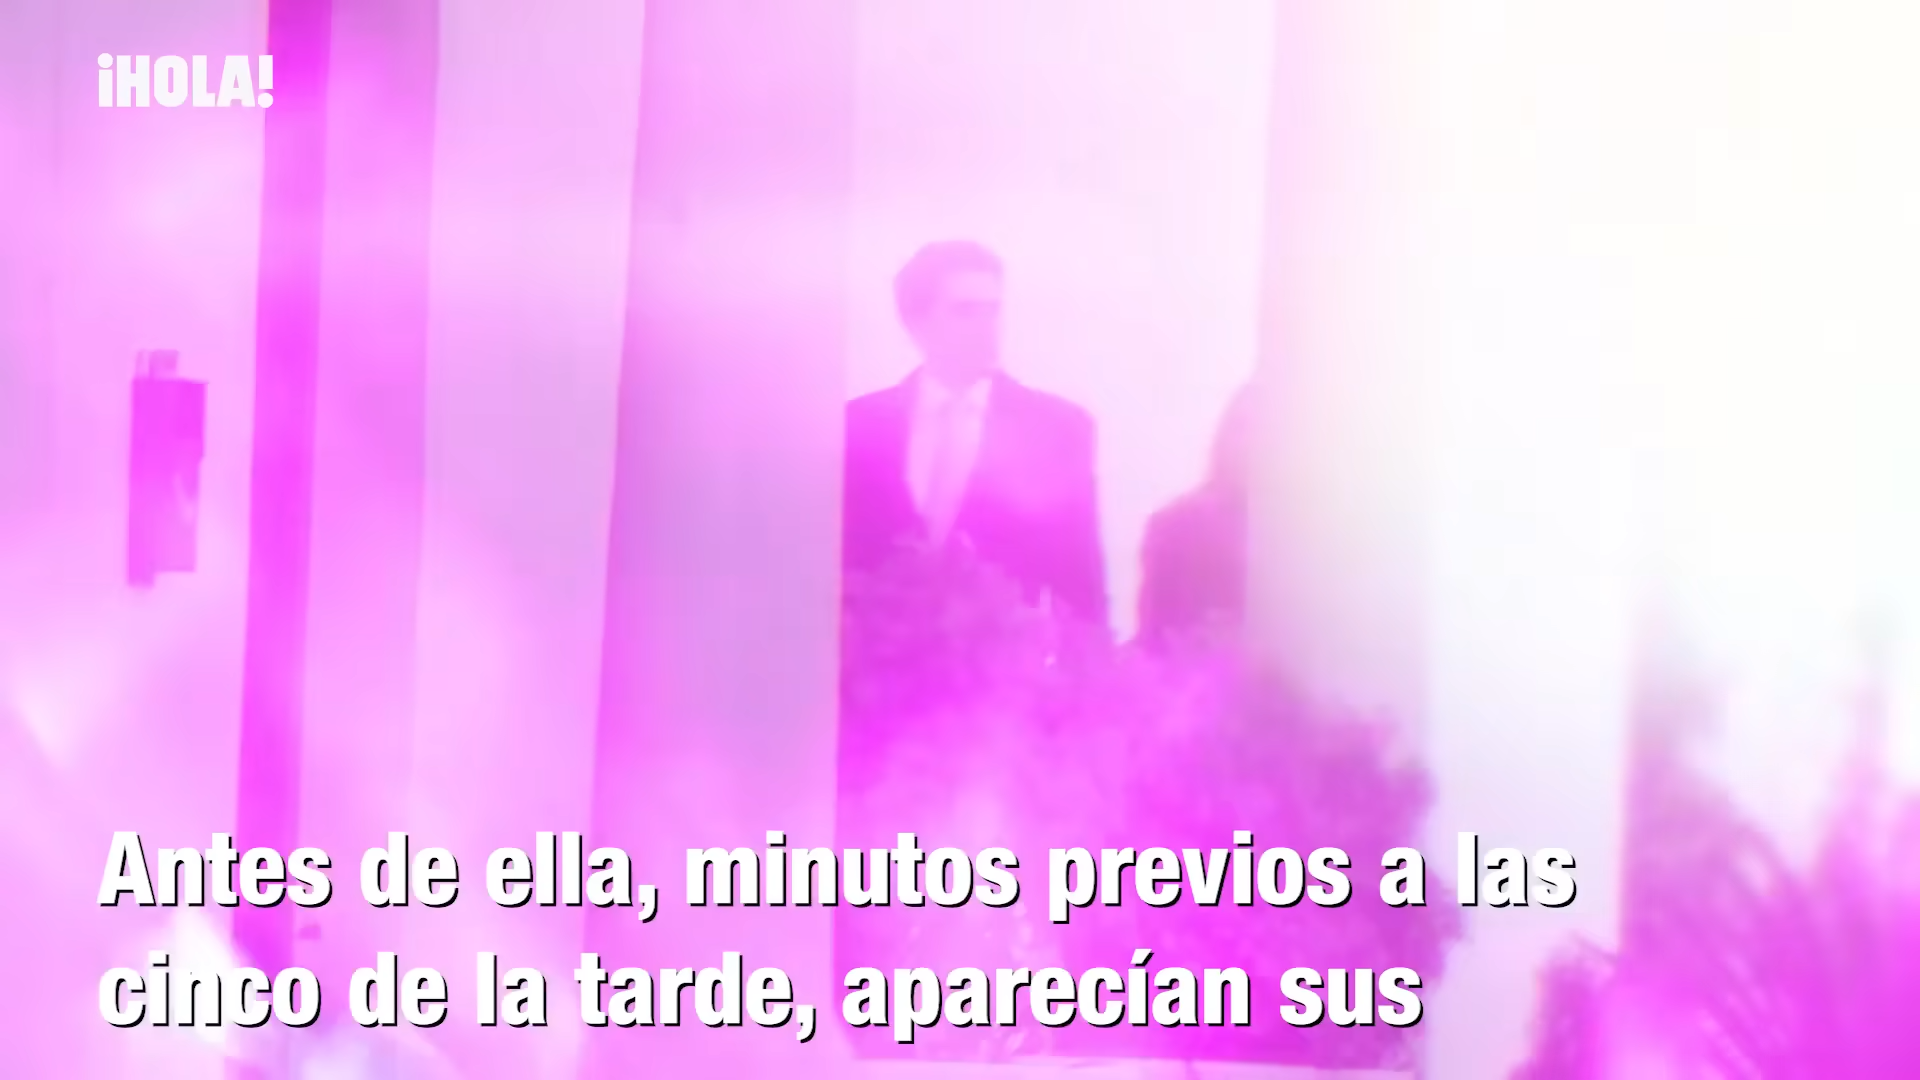 ¡HOLA!
Antes de ella, minutos previos a las
cinco de la tarde, aparecían sus